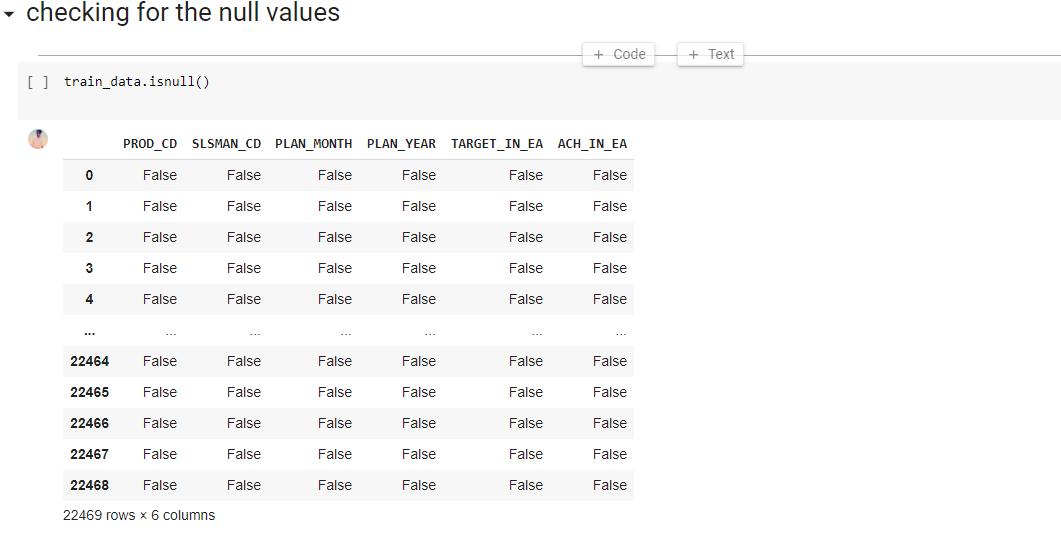 checking for the null values
+ Code + Text
[ ] train_data.isnull()
PROD_CD SLSMAN_CD PLAN_MONTH PLAN_YEAR TARGET_IN_EA ACH_IN_EA
0 False False False False False False
1 False False False False False False
2 False False False False False False
3 False False False False False False
4 False False False False False False
... ... ... ... ... ... ...
22464 False False False False False False
22465 False False False False False False
22466 False False False False False False
22467 False False False False False False
22468 False False False False False False
22469 rows × 6 columns